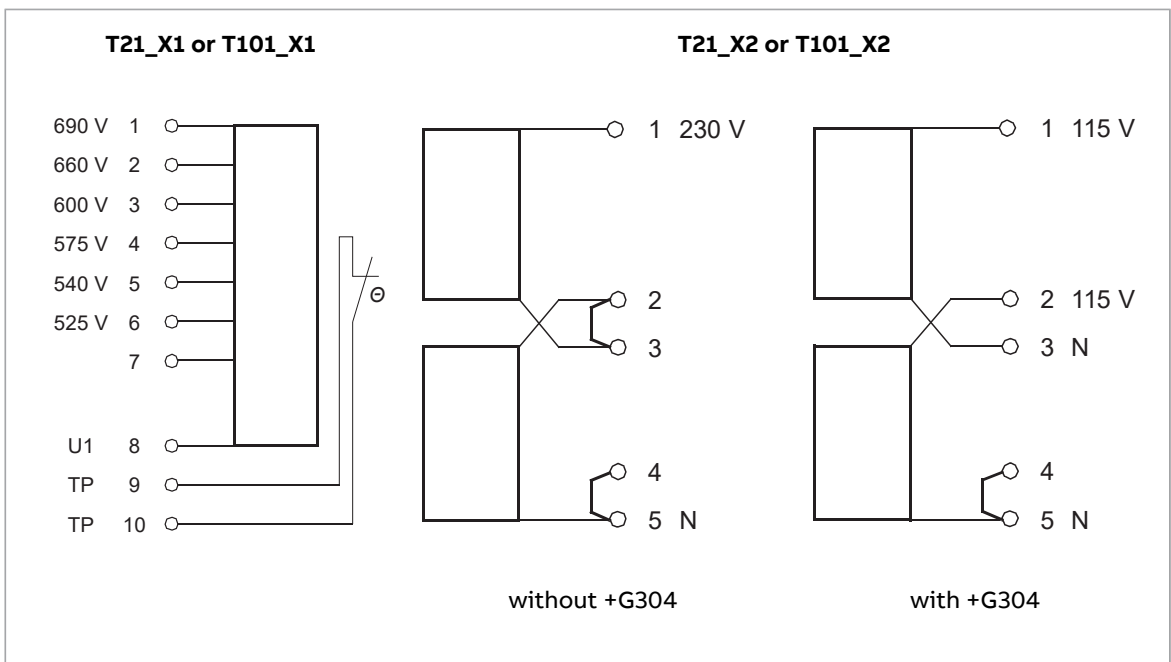 T21_X1 or T101_X1
T21_X2 or T101_X2
690 V 1
660 V 2
600 V 3
575 V 4
540 V 5
525 V 6
7
U1 8
TP 9
TP 10
Θ
1 230 V
2
3
4
5 N
without +G304
1 115 V
2 115 V
3 N
4
5 N
with +G304